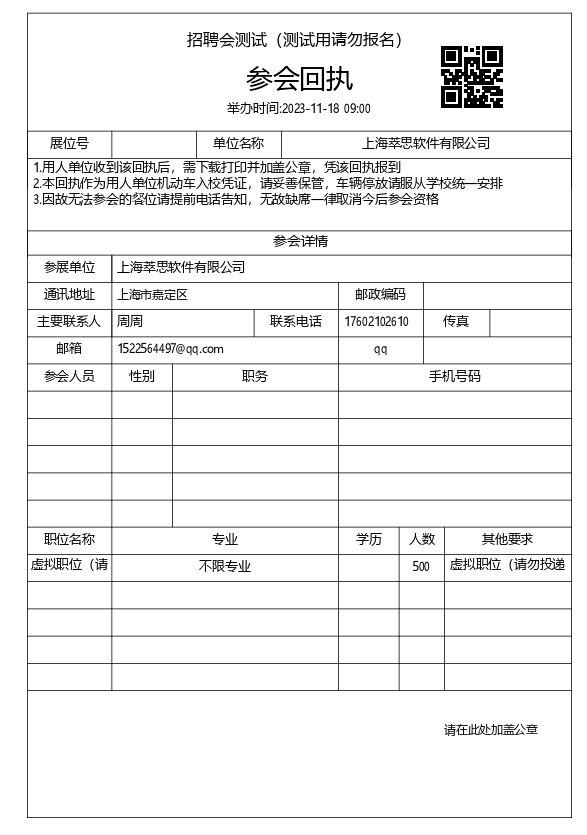 招聘会测试（测试用请勿报名）
参会回执
举办时间:2023-11-18 09:00
展位号 单位名称 上海萃思软件有限公司
1.用人单位收到该回执后，需下载打印并加盖公章，凭该回执报到
2.本回执作为用人单位机动车入校凭证，请妥善保管，车辆停放请服从学校统一安排
3.因故无法参会的餐位请提前电话告知，无故缺席一律取消今后参会资格
参会详情
参展单位 上海萃思软件有限公司
通讯地址 上海市嘉定区 邮政编码
主要联系人 周周 联系电话 17602102610 传真
邮箱 1522564497@qq.com qq
参会人员 性别 职务 手机号码
职位名称 专业 学历 人数 其他要求
虚拟职位（请 不限专业 500 虚拟职位（请勿投递
请在此处加盖公章